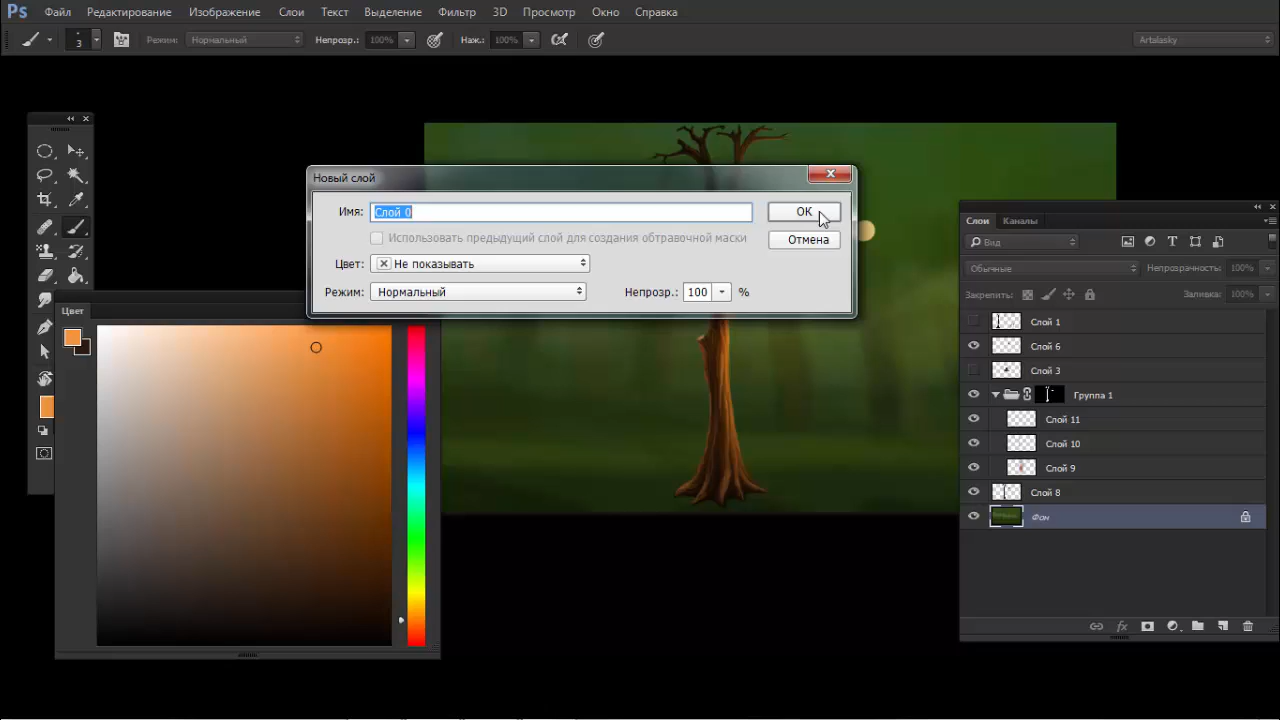 Ps Файл Редактирование Изображение Слои Текст Выделение Фильтр 3D Просмотр Окно Справка
3 Режим: Нормальный Непрозр.: 100% Наж.: 100% Artalasky
Новый слой
Имя: Слой 0 OK
Использовать предыдущий слой для создания обтравочной маски Отмена
Цвет: Не показывать
Режим: Нормальный Непрозр.: 100 %
Цвет
Слои Каналы
Вид
Обычные Непрозрачность: 100%
Закрепить: Заливка: 100%
Слой 1
Слой 6
Слой 3
Группа 1
Слой 11
Слой 10
Слой 9
Слой 8
Фон
fx